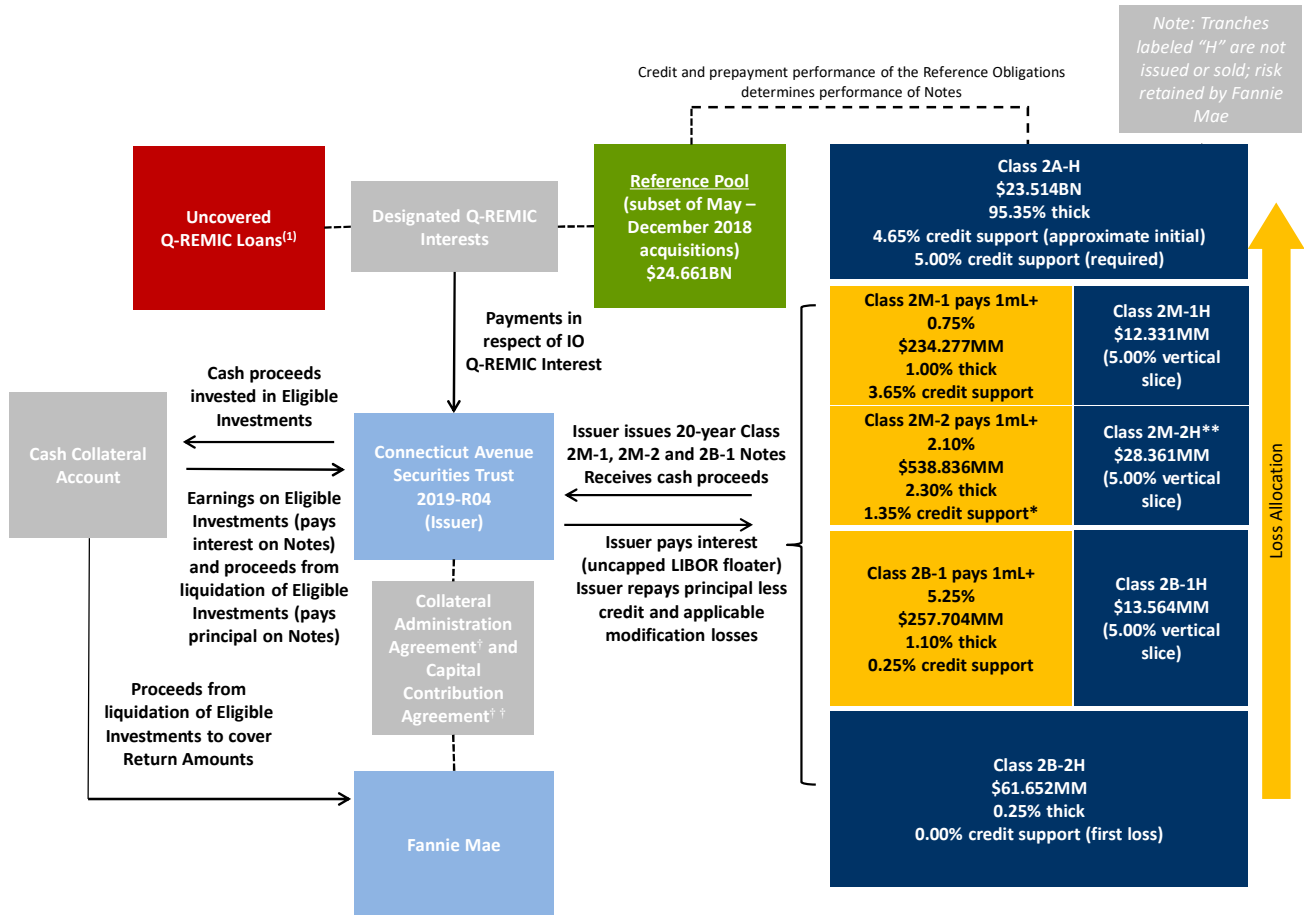 Note: Tranches
labeled “H” are not
issued or sold; risk
retained by Fannie
Mae
Credit and prepayment performance of the Reference Obligations
determines performance of Notes
Uncovered
Q-REMIC Loans(1)
Designated Q-REMIC
Interests
Reference Pool
(subset of May –
December 2018
acquisitions)
$24.661BN
Class 2A-H
$23.514BN
95.35% thick
4.65% credit support (approximate initial)
5.00% credit support (required)
Payments in
respect of IO
Q-REMIC Interest
Class 2M-1 pays 1mL+
0.75%
$234.277MM
1.00% thick
3.65% credit support
Class 2M-1H
$12.331MM
(5.00% vertical
slice)
Cash proceeds
invested in Eligible
Investments
Cash Collateral
Account
Connecticut Avenue
Securities Trust
2019-R04
(Issuer)
Issuer issues 20-year Class
2M-1, 2M-2 and 2B-1 Notes
Receives cash proceeds
Class 2M-2 pays 1mL+
2.10%
$538.836MM
2.30% thick
1.35% credit support*
Class 2M-2H**
$28.361MM
(5.00% vertical
slice)
Earnings on Eligible
Investments (pays
interest on Notes)
and proceeds from
liquidation of Eligible
Investments (pays
principal on Notes)
Issuer pays interest
(uncapped LIBOR floater)
Issuer repays principal less
credit and applicable
modification losses
Class 2B-1 pays 1mL+
5.25%
$257.704MM
1.10% thick
0.25% credit support
Class 2B-1H
$13.564MM
(5.00% vertical
slice)
Loss Allocation
Collateral
Administration
Agreement† and
Capital
Contribution
Agreement† †
Proceeds from
liquidation of Eligible
Investments to cover
Return Amounts
Fannie Mae
Class 2B-2H
$61.652MM
0.25% thick
0.00% credit support (first loss)